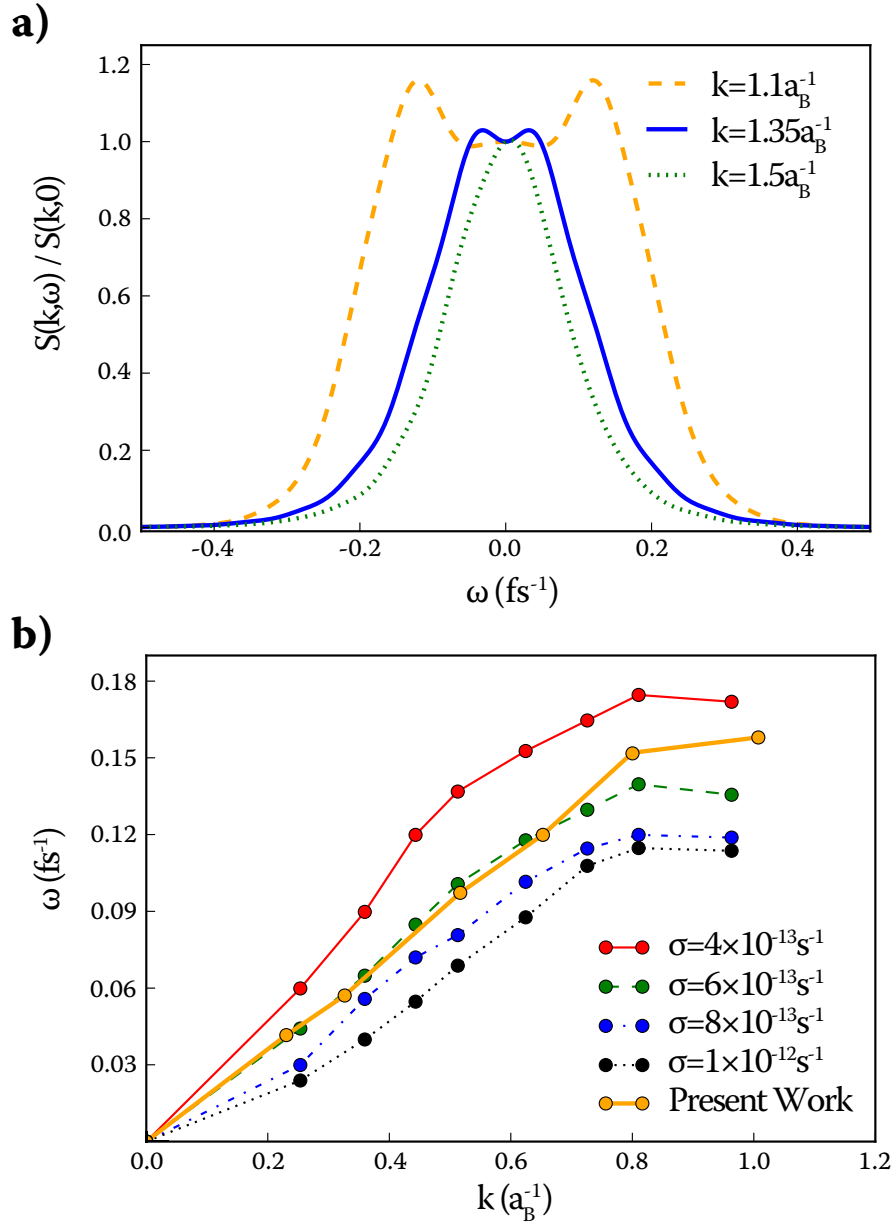 a)
1.2
1.0
0.8
0.6
0.4
0.2
0.0
S(k,ω) / S(k,0)
k=1.1a_B^-1
k=1.35a_B^-1
k=1.5a_B^-1
-0.4 -0.2 0.0 0.2 0.4
ω (fs^-1)
b)
0.18
0.15
0.12
0.09
0.06
0.03
ω (fs^-1)
σ=4×10^-13s^-1
σ=6×10^-13s^-1
σ=8×10^-13s^-1
σ=1×10^-12s^-1
Present Work
0.0 0.2 0.4 0.6 0.8 1.0 1.2
k (a_B^-1)